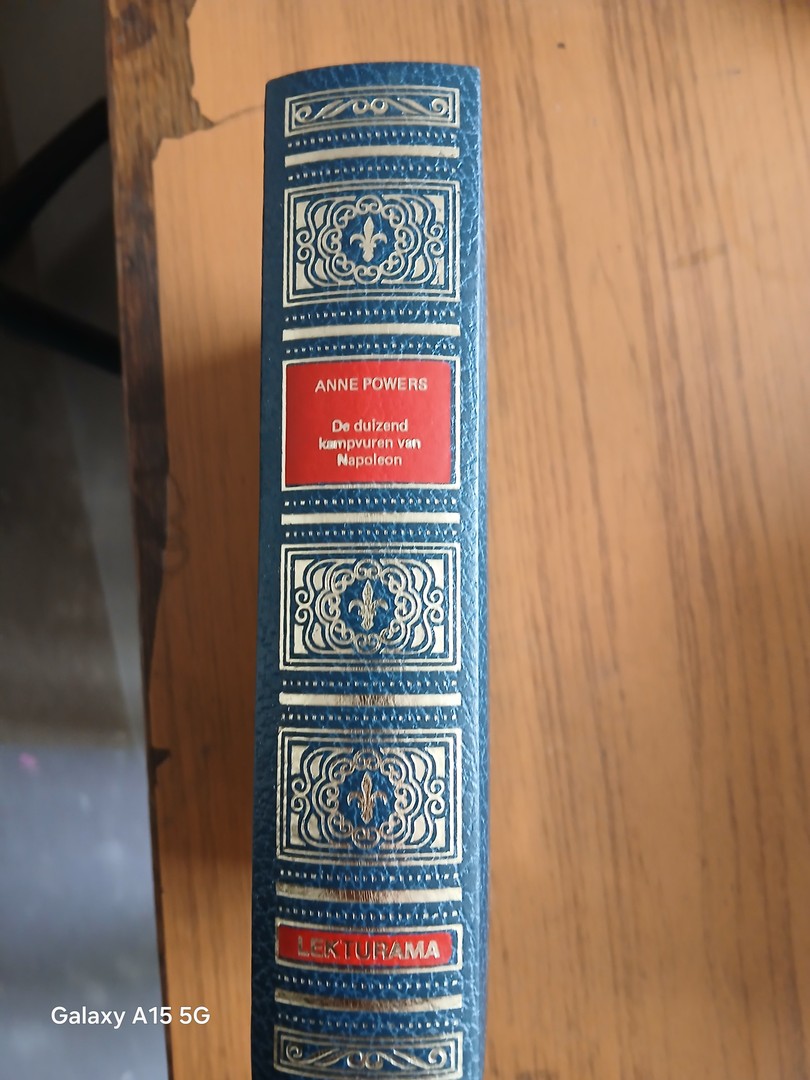 ANNE POWERS
De duizend
kampvuren van
Napoleon
LEKTURAMA
Galaxy A15 5G